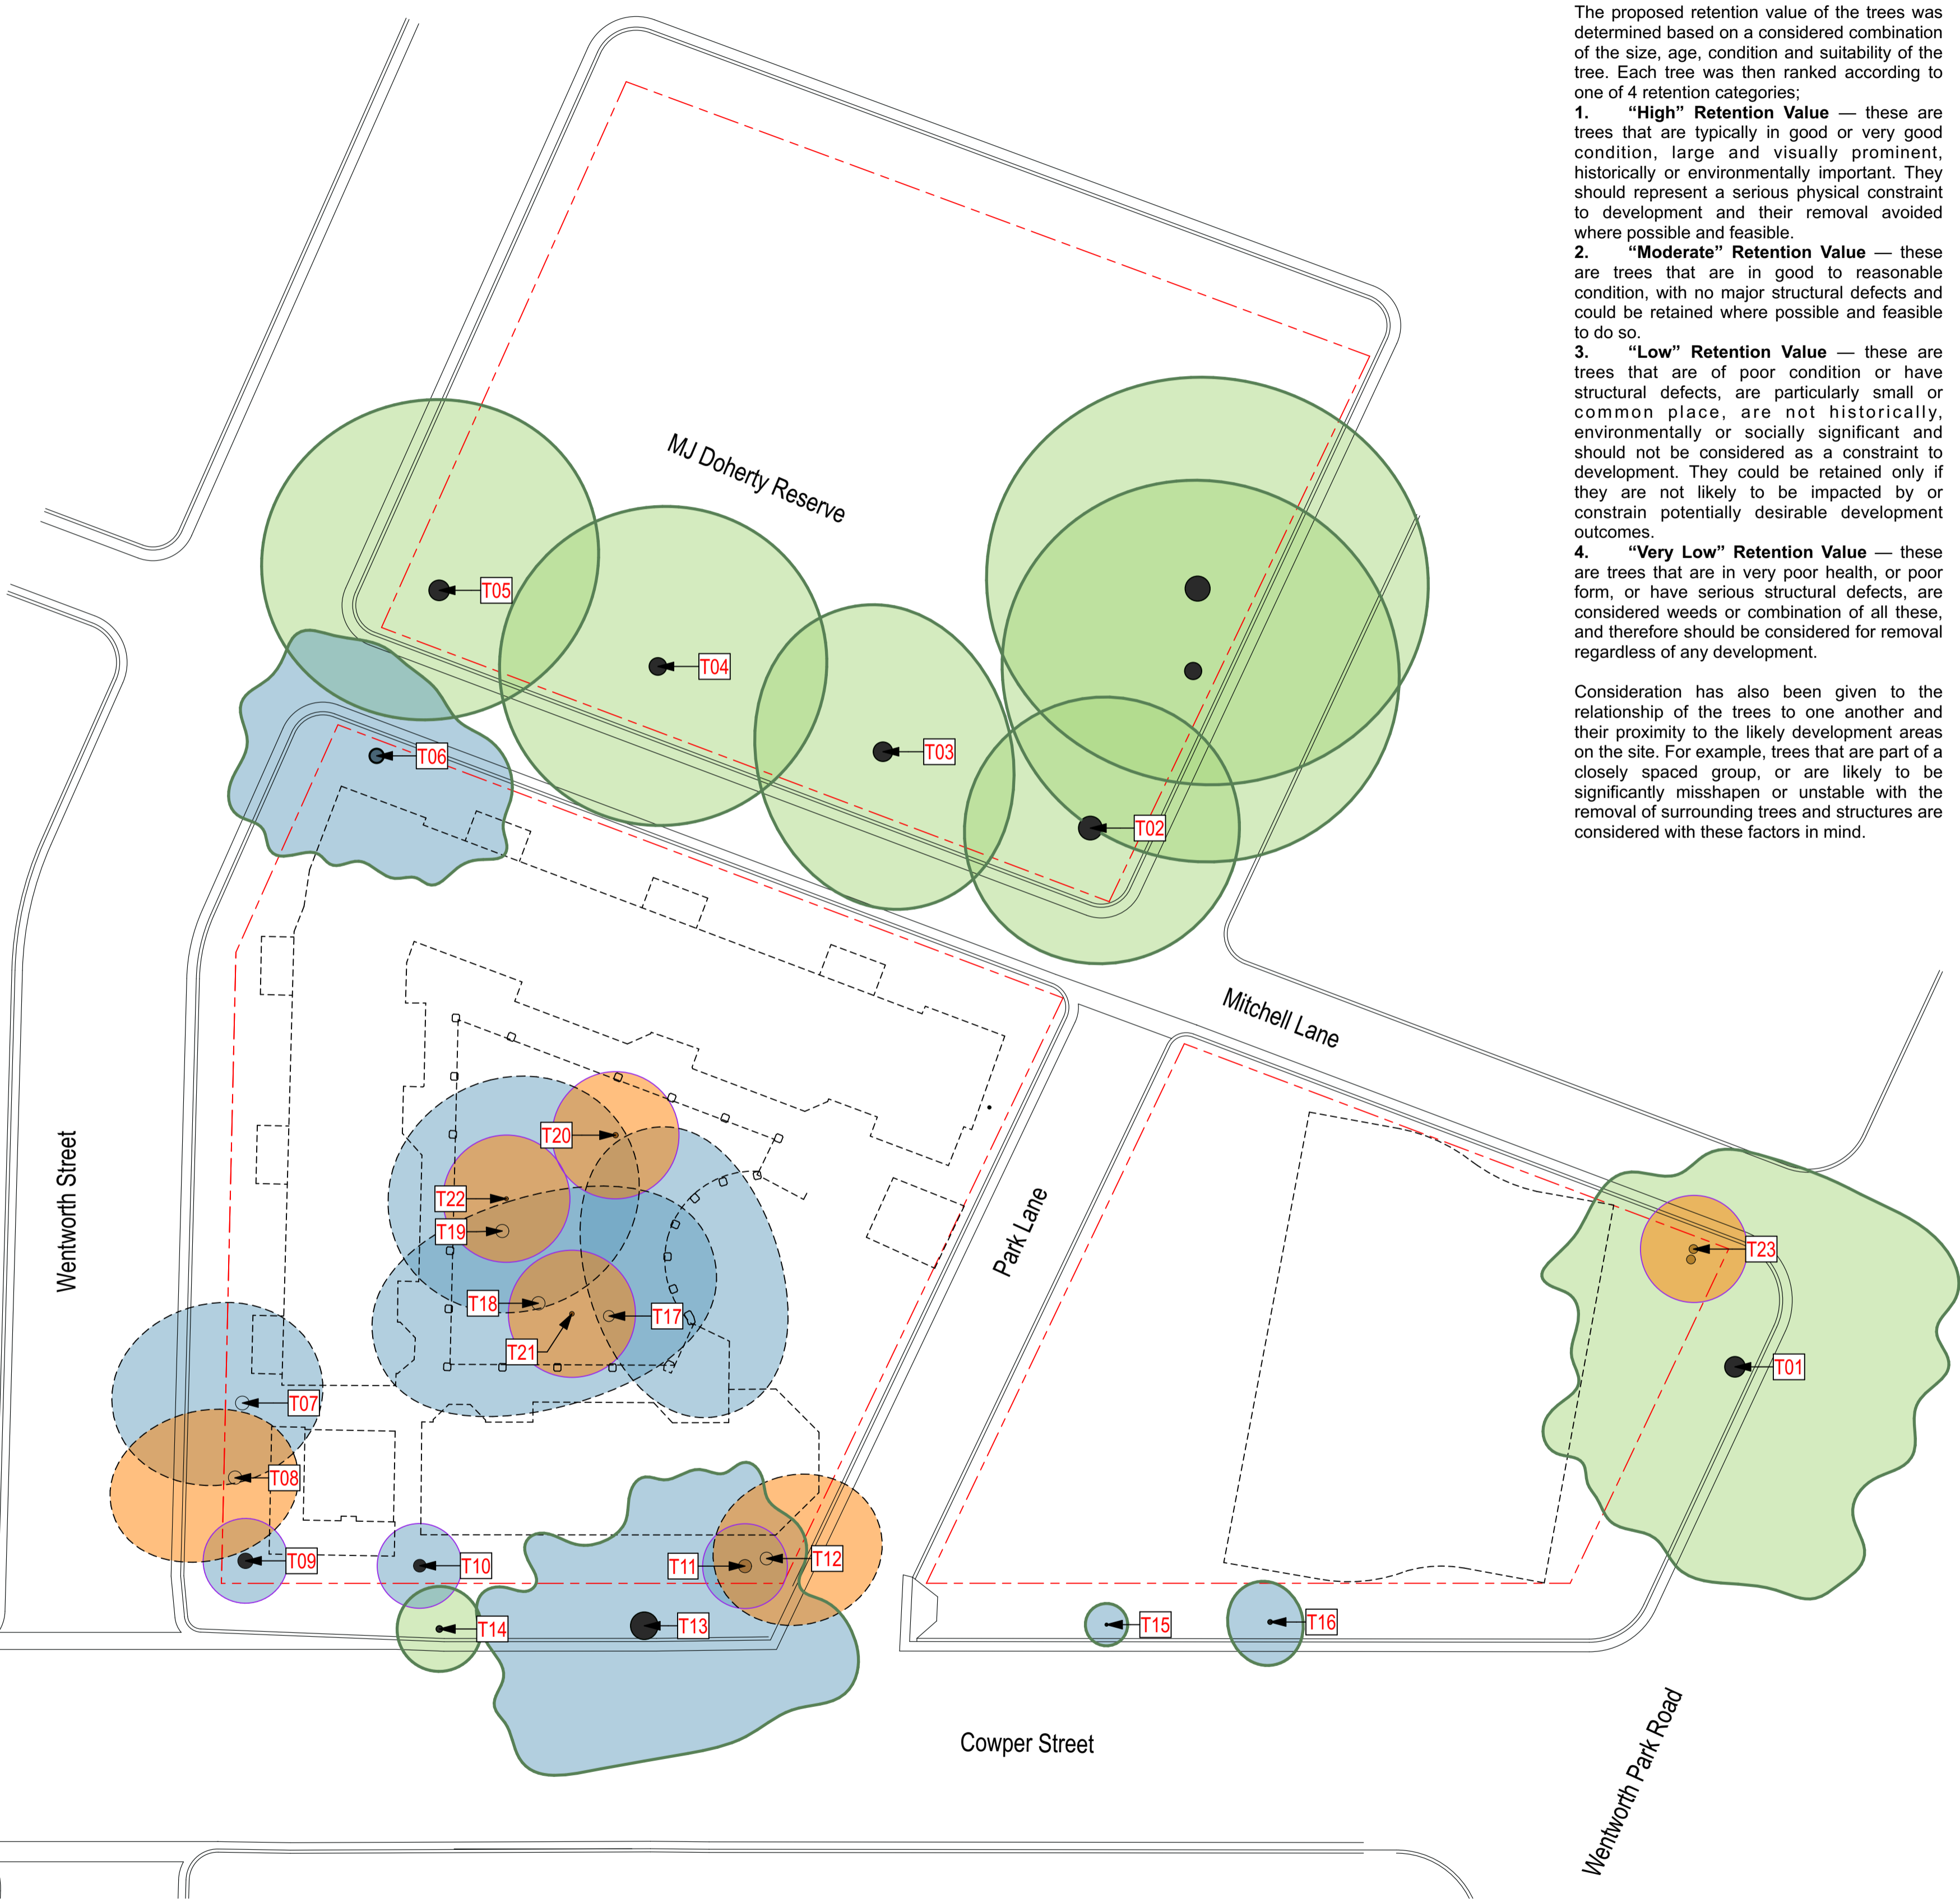 The proposed retention value of the trees was
determined based on a considered combination
of the size, age, condition and suitability of the
tree. Each tree was then ranked according to
one of 4 retention categories;
1. “High” Retention Value — these are
trees that are typically in good or very good
condition, large and visually prominent,
historically or environmentally important. They
should represent a serious physical constraint
to development and their removal avoided
where possible and feasible.
2. “Moderate” Retention Value — these
are trees that are in good to reasonable
condition, with no major structural defects and
could be retained where possible and feasible
to do so.
3. “Low” Retention Value — these are
trees that are of poor condition or have
structural defects, are particularly small or
common place, are not historically,
environmentally or socially significant and
should not be considered as a constraint to
development. They could be retained only if
they are not likely to be impacted by or
constrain potentially desirable development
outcomes.
4. “Very Low” Retention Value — these
are trees that are in very poor health, or poor
form, or have serious structural defects, are
considered weeds or combination of all these,
and therefore should be considered for removal
regardless of any development.
Consideration has also been given to the
relationship of the trees to one another and
their proximity to the likely development areas
on the site. For example, trees that are part of a
closely spaced group, or are likely to be
significantly misshapen or unstable with the
removal of surrounding trees and structures are
considered with these factors in mind.
MJ Doherty Reserve
T05
T04
T03
T06
T02
Mitchell Lane
Wentworth Street
Park Lane
T20
T22
T19
T18
T17
T21
T23
T01
T07
T08
T09
T10
T11
T12
T14
T13
T15
T16
Cowper Street
Wentworth Park Road